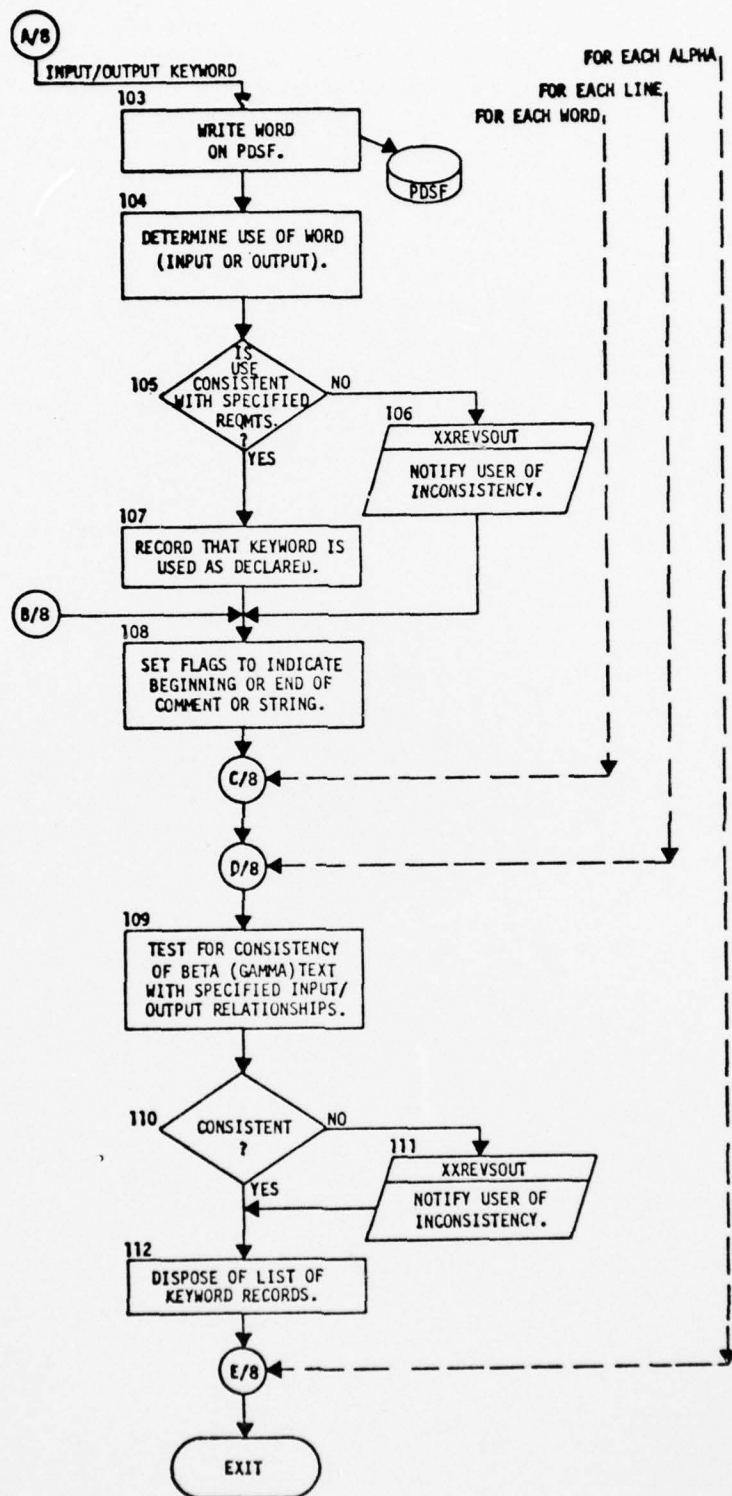 A/8
INPUT/OUTPUT KEYWORD
FOR EACH ALPHA
FOR EACH LINE
FOR EACH WORD
103
WRITE WORD
ON PDSF.
PDSF
104
DETERMINE USE OF WORD
(INPUT OR OUTPUT).
105
IS
USE
CONSISTENT
WITH SPECIFIED
REQMTS.
?
NO
YES
106
XXREVSOUT
NOTIFY USER OF
INCONSISTENCY.
107
RECORD THAT KEYWORD IS
USED AS DECLARED.
B/8
108
SET FLAGS TO INDICATE
BEGINNING OR END OF
COMMENT OR STRING.
C/8
D/8
109
TEST FOR CONSISTENCY
OF BETA (GAMMA) TEXT
WITH SPECIFIED INPUT/
OUTPUT RELATIONSHIPS.
110
CONSISTENT
?
NO
YES
111
XXREVSOUT
NOTIFY USER OF
INCONSISTENCY.
112
DISPOSE OF LIST OF
KEYWORD RECORDS.
E/8
EXIT